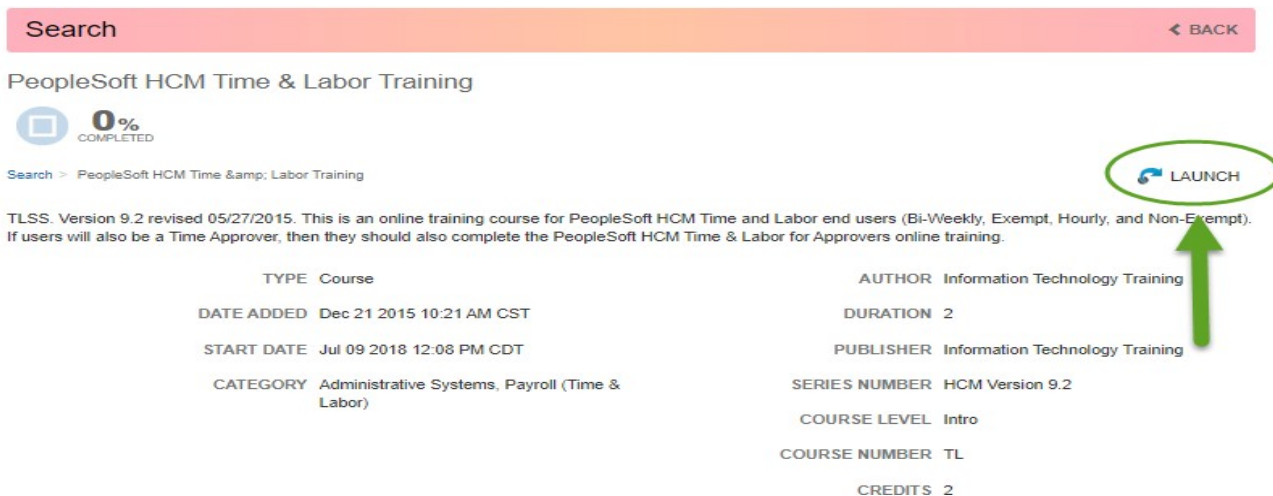 Search
BACK
PeopleSoft HCM Time & Labor Training
0%
COMPLETED
Search > PeopleSoft HCM Time &amp; Labor Training
LAUNCH
TLSS. Version 9.2 revised 05/27/2015. This is an online training course for PeopleSoft HCM Time and Labor end users (Bi-Weekly, Exempt, Hourly, and Non-Exempt).
If users will also be a Time Approver, then they should also complete the PeopleSoft HCM Time & Labor for Approvers online training.
TYPE Course
DATE ADDED Dec 21 2015 10:21 AM CST
START DATE Jul 09 2018 12:08 PM CDT
CATEGORY Administrative Systems, Payroll (Time &
Labor)
AUTHOR Information Technology Training
DURATION 2
PUBLISHER Information Technology Training
SERIES NUMBER HCM Version 9.2
COURSE LEVEL Intro
COURSE NUMBER TL
CREDITS 2